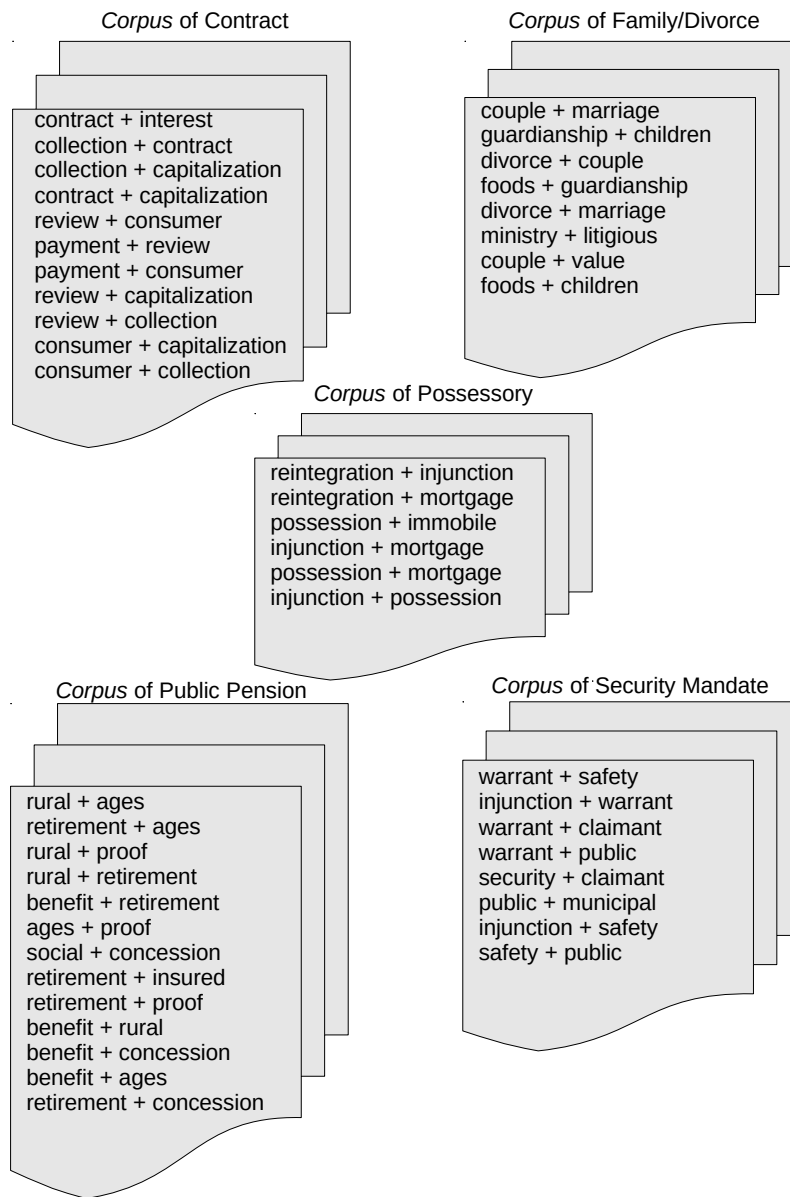 Corpus of Contract
contract + interest
collection + contract
collection + capitalization
contract + capitalization
review + consumer
payment + review
payment + consumer
review + capitalization
review + collection
consumer + capitalization
consumer + collection
Corpus of Family/Divorce
couple + marriage
guardianship + children
divorce + couple
foods + guardianship
divorce + marriage
ministry + litigious
couple + value
foods + children
Corpus of Possessory
reintegration + injunction
reintegration + mortgage
possession + immobile
injunction + mortgage
possession + mortgage
injunction + possession
Corpus of Public Pension
rural + ages
retirement + ages
rural + proof
rural + retirement
benefit + retirement
ages + proof
social + concession
retirement + insured
retirement + proof
benefit + rural
benefit + concession
benefit + ages
retirement + concession
Corpus of Security Mandate
warrant + safety
injunction + warrant
warrant + claimant
warrant + public
security + claimant
public + municipal
injunction + safety
safety + public